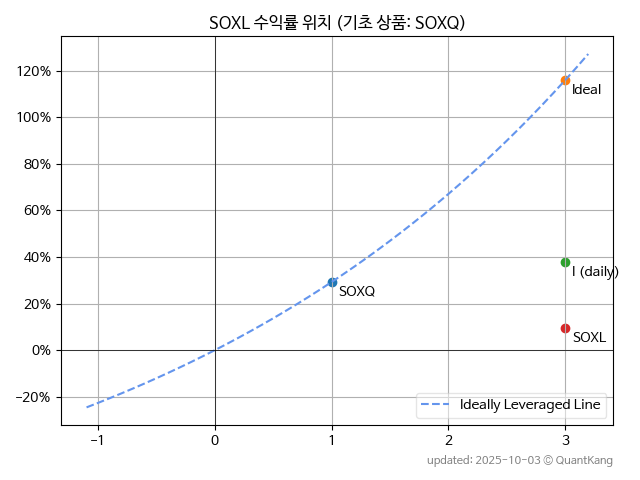 SOXL 수익률 위치 (기초 상품: SOXQ)
120%
100%
80%
60%
40%
20%
0%
−20%
Ideal
I (daily)
SOXQ
SOXL
Ideally Leveraged Line
−1
0
1
2
3
updated: 2025-10-03 © QuantKang